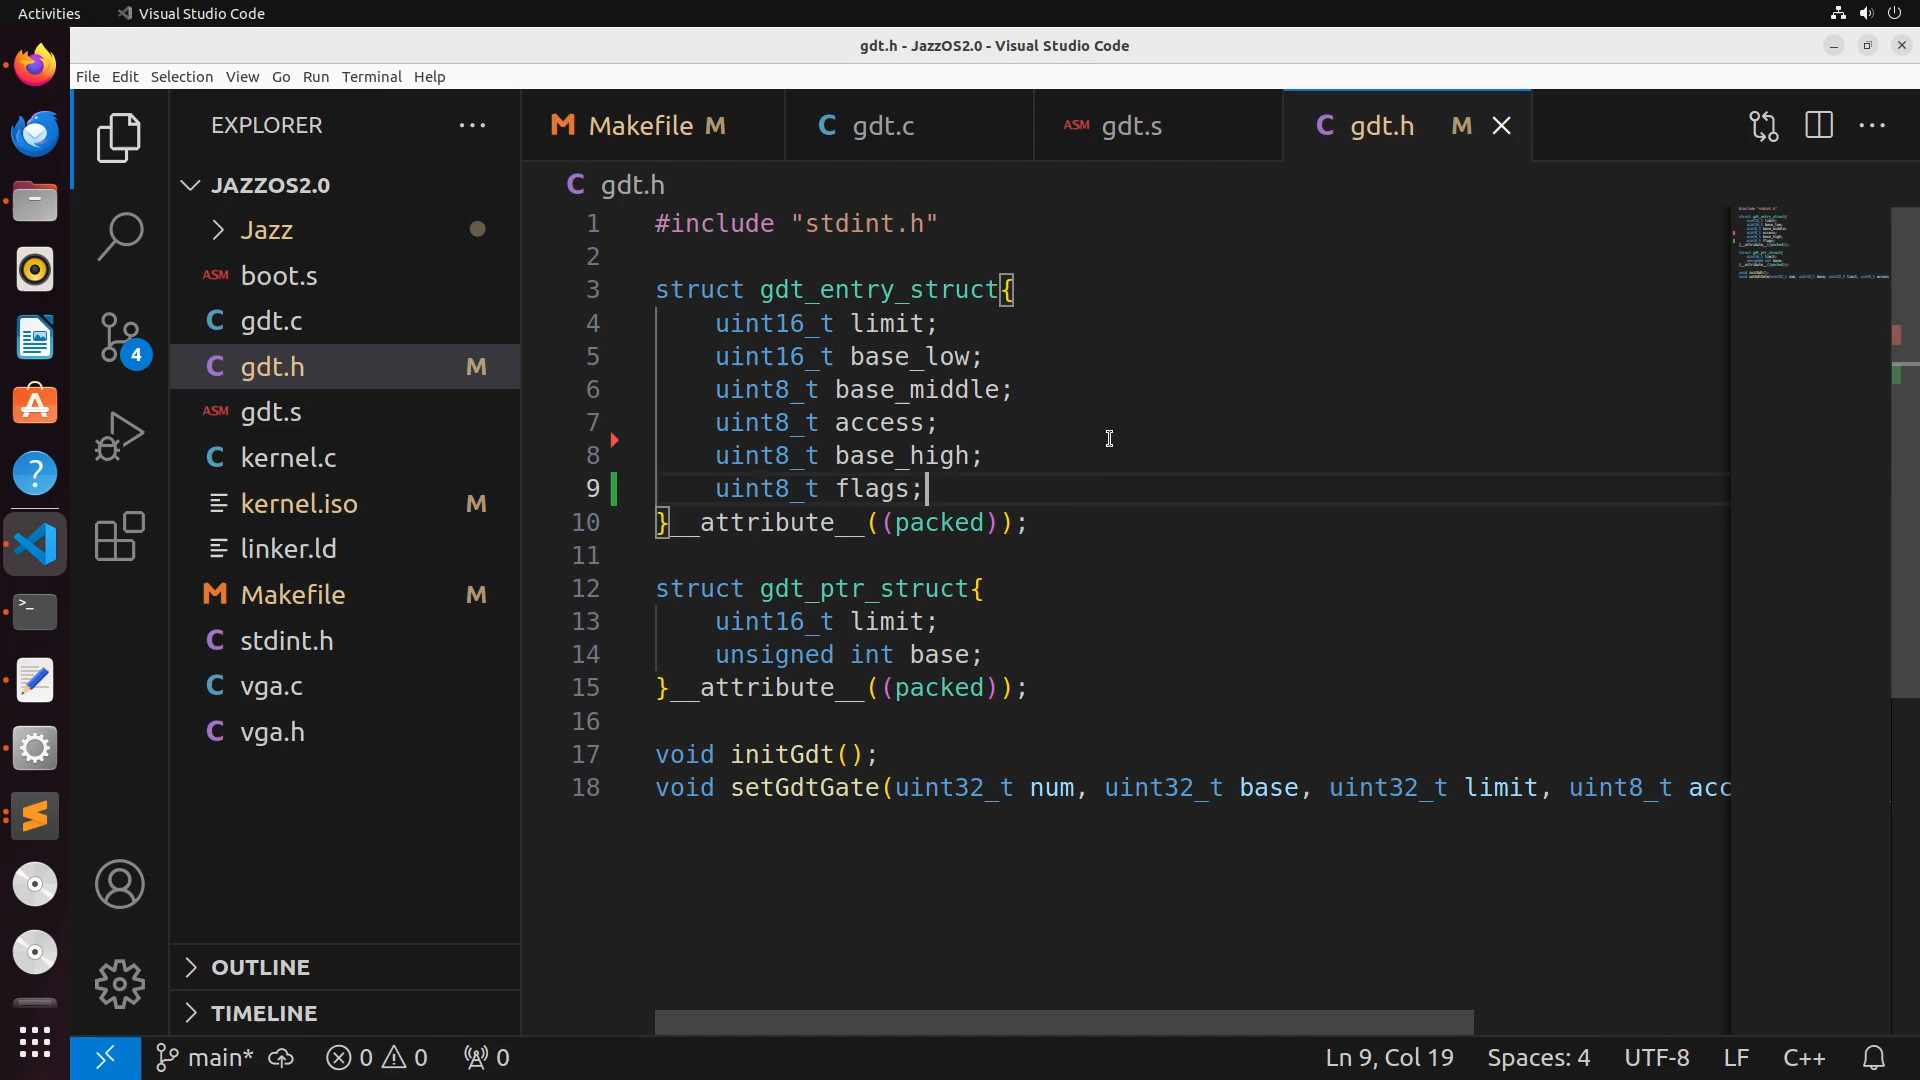 Activities
Visual Studio Code
gdt.h - JazzOS2.0 - Visual Studio Code
File Edit Selection View Go Run Terminal Help
EXPLORER
JAZZOS2.0
Jazz
ASM boot.s
C gdt.c
C gdt.h M
ASM gdt.s
C kernel.c
kernel.iso M
linker.ld
M Makefile M
C stdint.h
C vga.c
C vga.h
OUTLINE
TIMELINE
4
M Makefile M
C gdt.c
ASM gdt.s
C gdt.h M
C gdt.h
1 #include "stdint.h"
2
3 struct gdt_entry_struct{
4     uint16_t limit;
5     uint16_t base_low;
6     uint8_t base_middle;
7     uint8_t access;
8     uint8_t base_high;
9     uint8_t flags;
10 }__attribute__((packed));
11
12 struct gdt_ptr_struct{
13     uint16_t limit;
14     unsigned int base;
15 }__attribute__((packed));
16
17 void initGdt();
18 void setGdtGate(uint32_t num, uint32_t base, uint32_t limit, uint8_t acc
main* 0 0 0 Ln 9, Col 19 Spaces: 4 UTF-8 LF C++